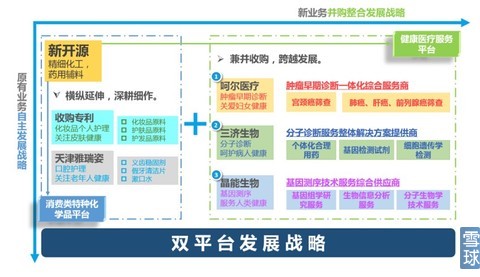 新业务并购整合发展战略
健康医疗服务
平台
原有业务自主发展战略
新开源
精细化工，
药用辅料
横纵延伸，深耕细作。
收购专利
化妆品个人护理
关注皮肤健康
化妆品原料
护肤品原料
护发品原料
天津雅瑞姿
口腔护理
关注老年人健康
义齿稳固剂
假牙清洁片
漱口水
消费类特种化
学品平台
兼并收购，跨越发展。
1
呵尔医疗
肿瘤早期诊断
关爱妇女健康
肿瘤早期诊断一体化综合服务商
宫颈癌筛查
肺癌、肝癌、前列腺癌筛查
2
三济生物
分子诊断
呵护病人健康
分子诊断服务整体解决方案提供商
个体化合理
用药
基因检测试剂
细胞遗传学
检测
3
晶能生物
基因测序
服务人类健康
基因测序技术服务综合供应商
基因组学研
究服务
生物信息分析
服务
分子生物学
技术服务
双平台发展战略
雪球